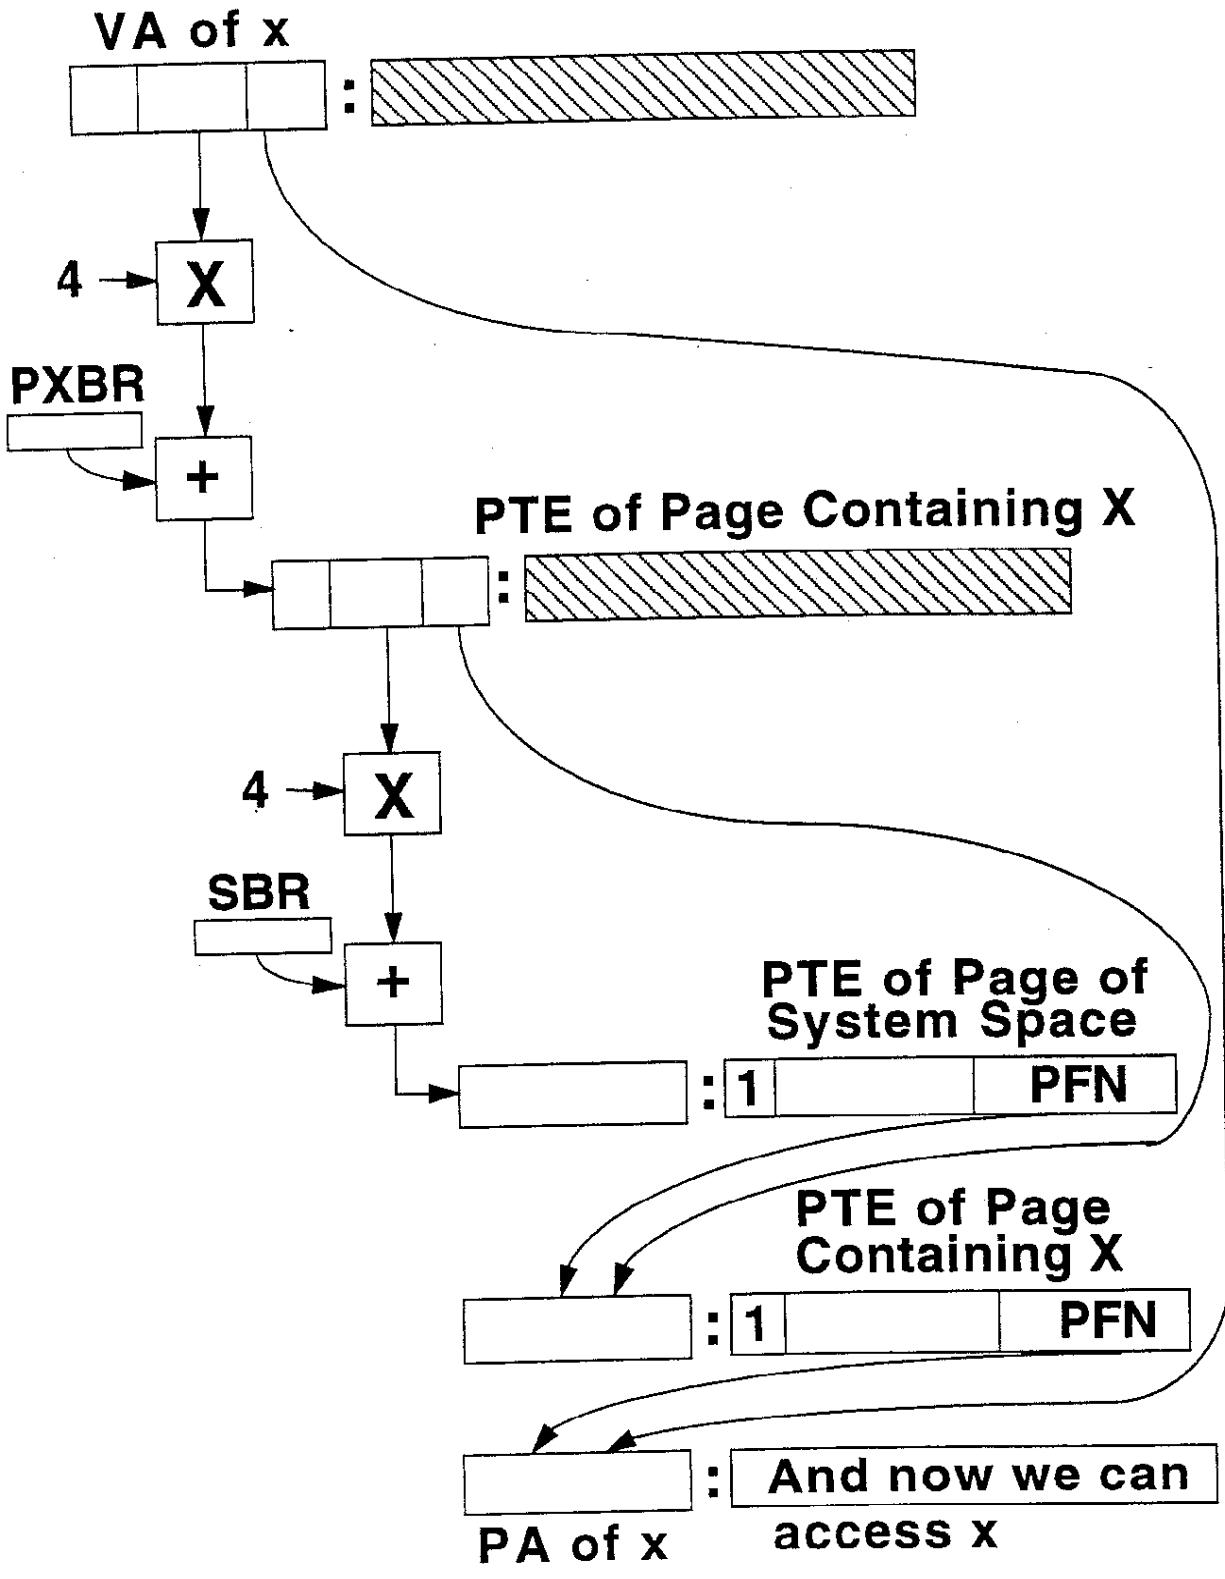 VA of x
:
4
X
PXBR
+
PTE of Page Containing X
:
4
X
SBR
+
PTE of Page of
System Space
: 1 PFN
PTE of Page
Containing X
: 1 PFN
: And now we can
access x
PA of x